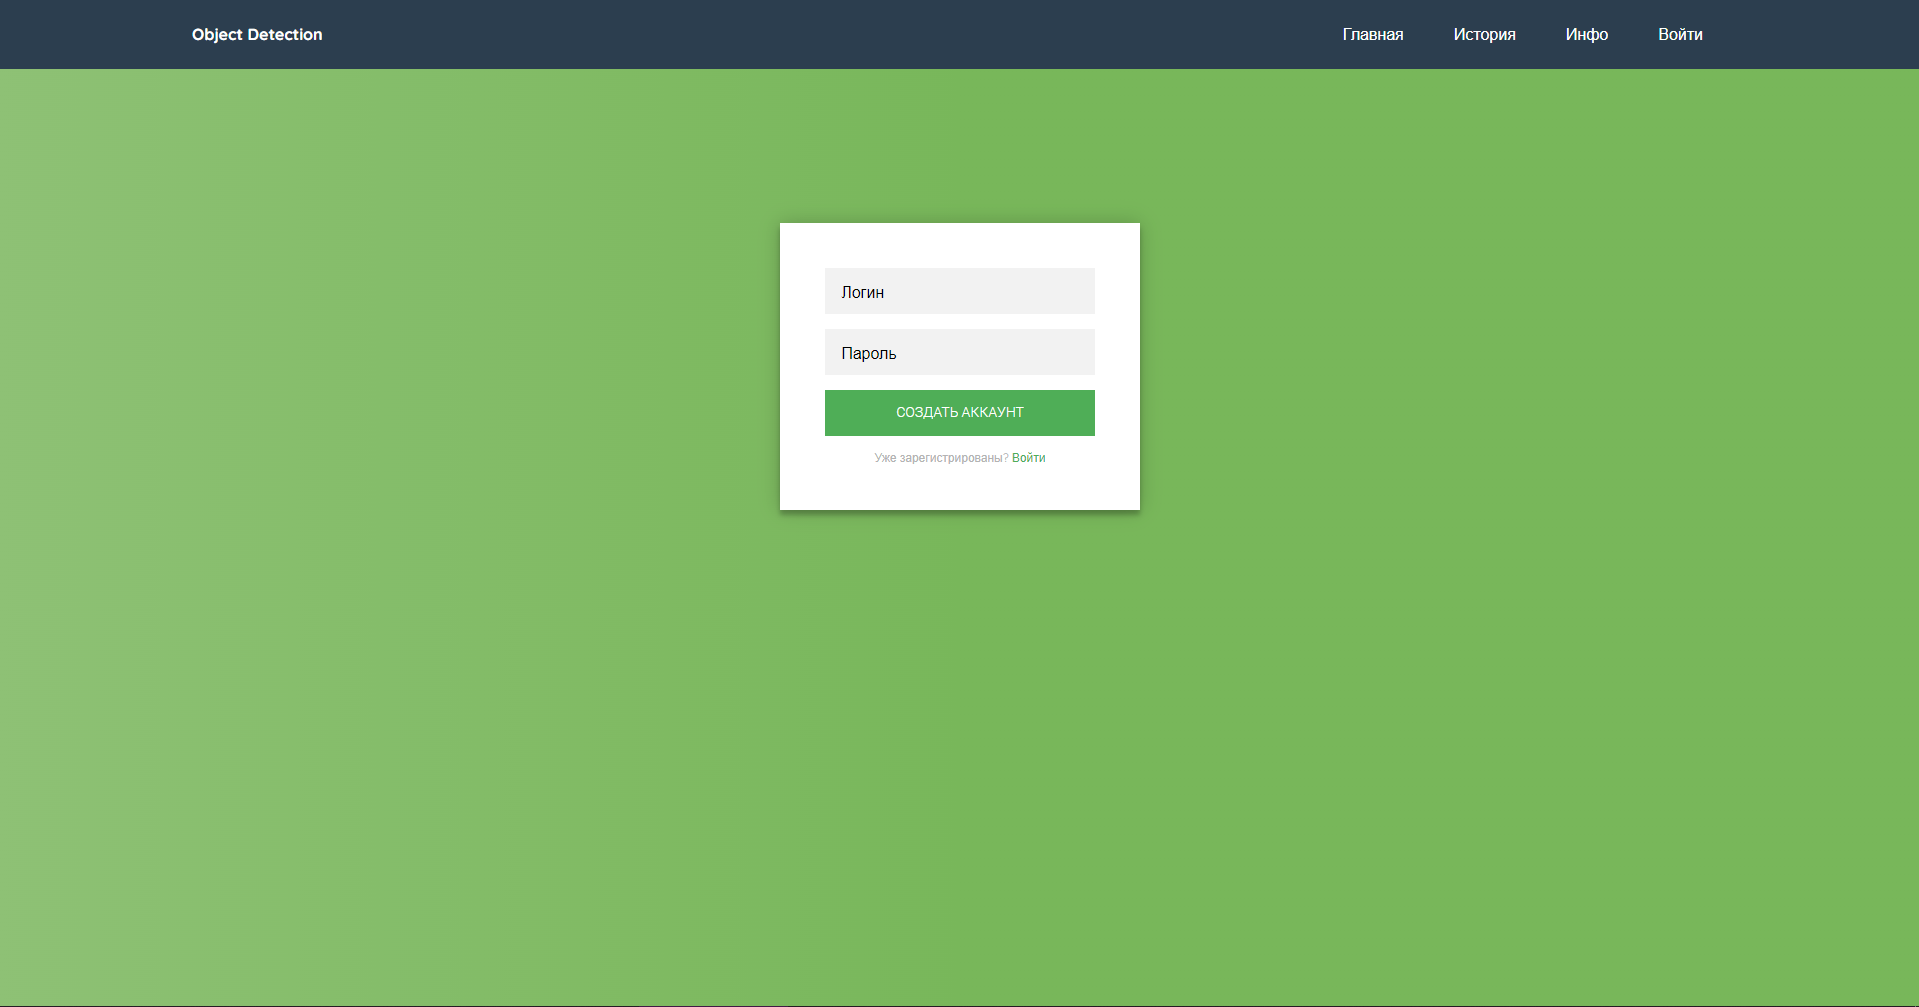 Object Detection
Главная История Инфо Войти
Логин
Пароль
СОЗДАТЬ АККАУНТ
Уже зарегистрированы? Войти